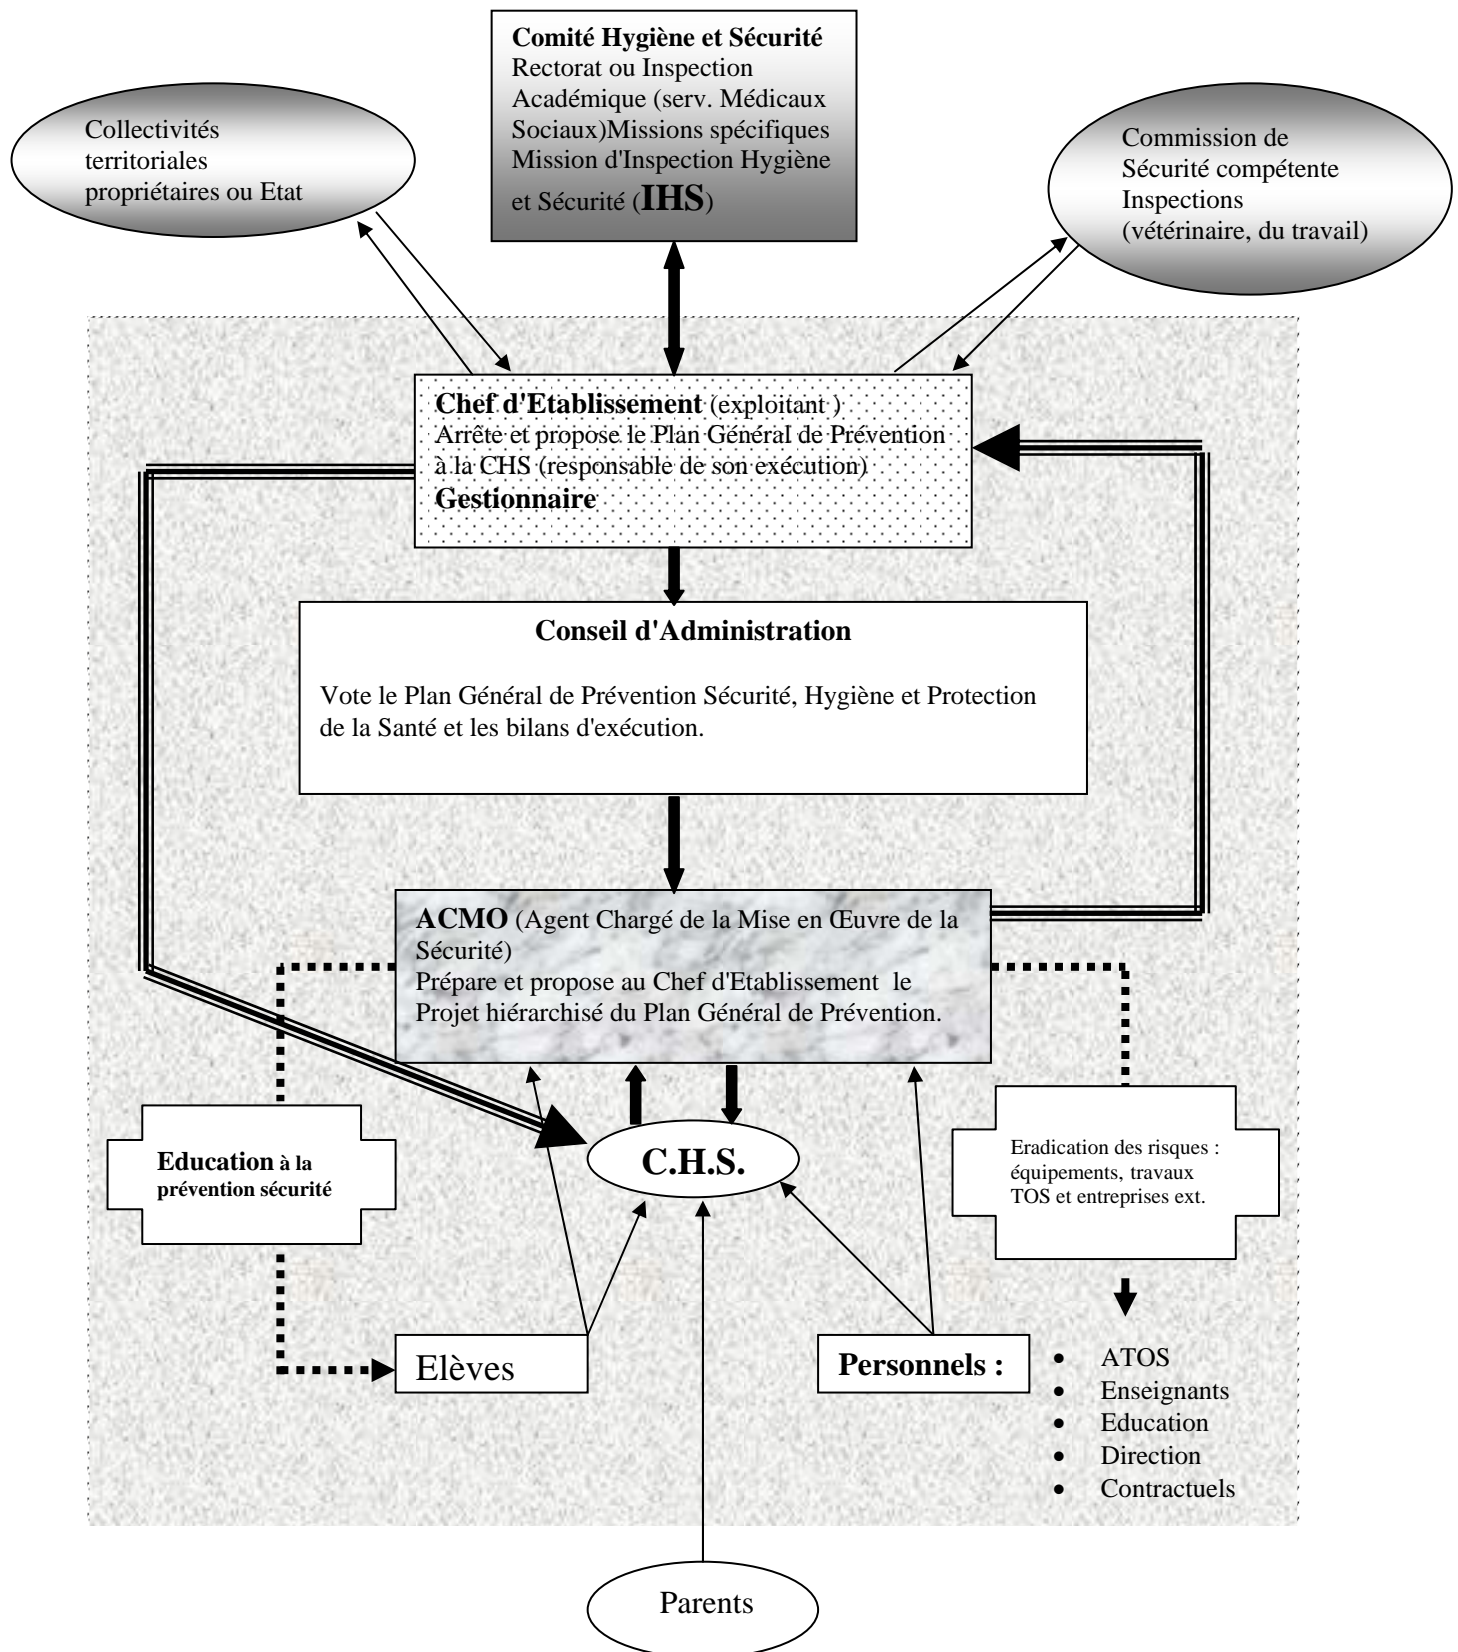 Comité Hygiène et Sécurité
Rectorat ou Inspection
Académique (serv. Médicaux
Sociaux)Missions spécifiques
Mission d'Inspection Hygiène
et Sécurité (IHS)
Collectivités
territoriales
propriétaires ou Etat
Commission de
Sécurité compétente
Inspections
(vétérinaire, du travail)
Chef d'Etablissement (exploitant )
Arrête et propose le Plan Général de Prévention
à la CHS (responsable de son exécution)
Gestionnaire
Conseil d'Administration
Vote le Plan Général de Prévention Sécurité, Hygiène et Protection
de la Santé et les bilans d'exécution.
ACMO (Agent Chargé de la Mise en Œuvre de la
Sécurité)
Prépare et propose au Chef d'Etablissement  le
Projet hiérarchisé du Plan Général de Prévention.
Education à la
prévention sécurité
C.H.S.
Eradication des risques :
équipements, travaux
TOS et entreprises ext.
Elèves
Personnels :
• ATOS
• Enseignants
• Education
• Direction
• Contractuels
Parents